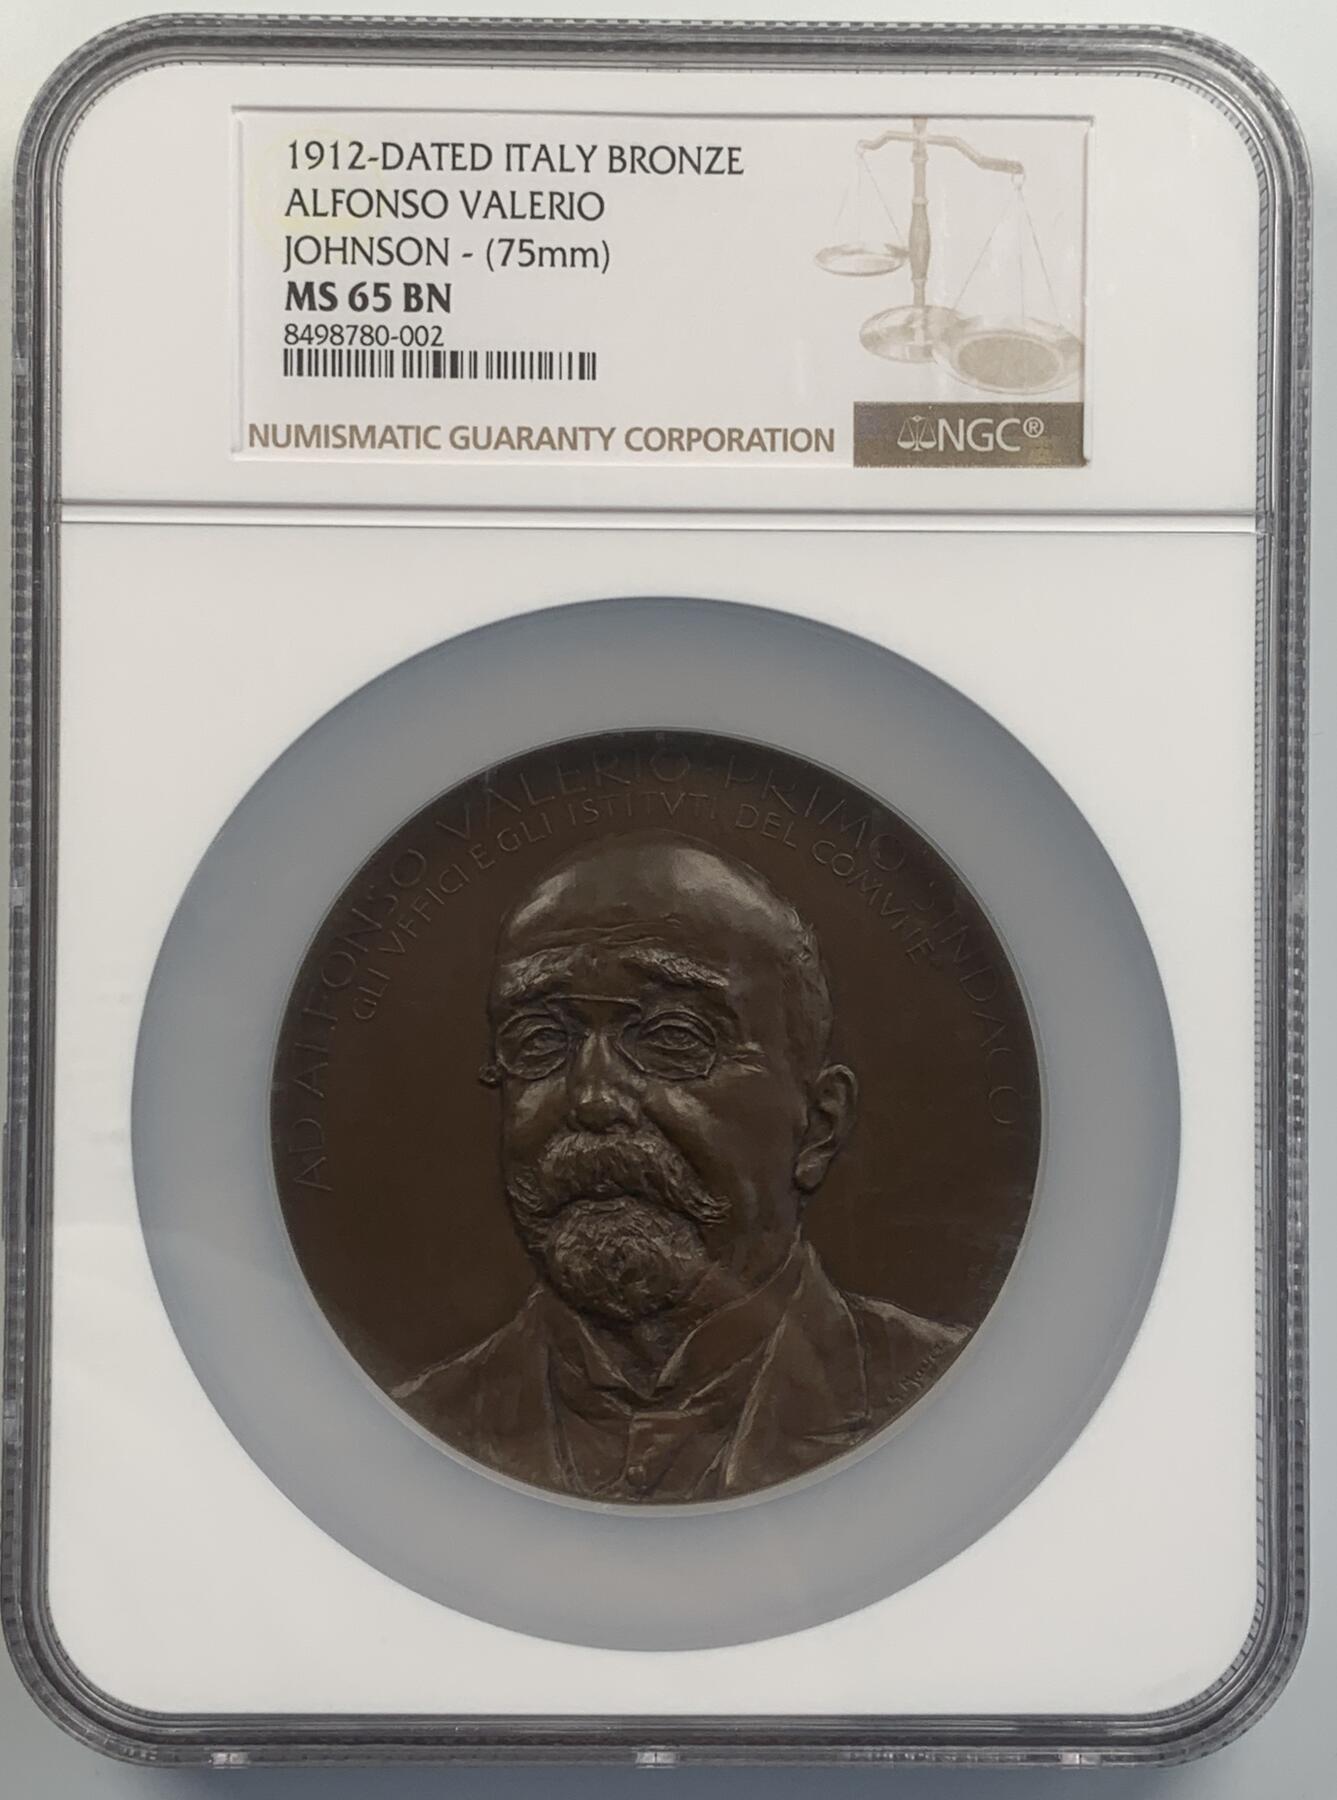 1912-DATED ITALY BRONZE
ALFONSO VALERIO
JOHNSON - (75mm)
MS 65 BN
8498780-002
NUMISMATIC GUARANTY CORPORATION
NGC®
AD ALFONSO VALERIO PRIMO SINDACO
GLI VFFICI E GLI ISTITVTI DEL COMVNE
G. Mayer